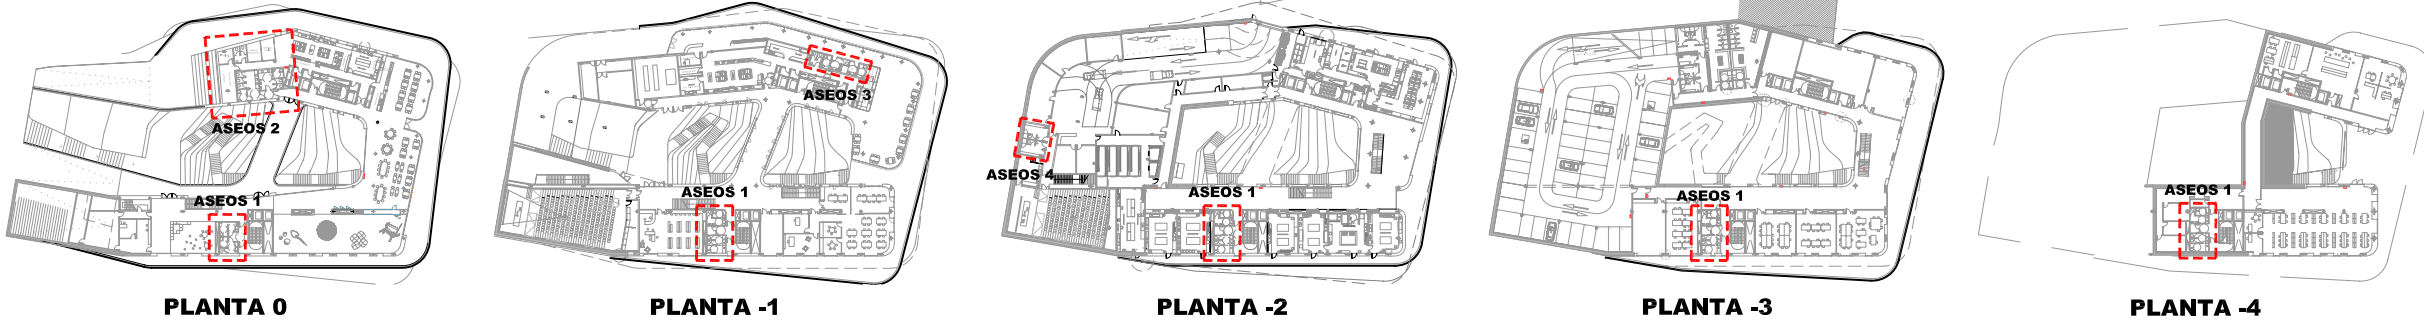 ASEOS 2
ASEOS 1
PLANTA 0
ASEOS 3
ASEOS 1
PLANTA -1
ASEOS 4
ASEOS 1
PLANTA -2
ASEOS 1
PLANTA -3
ASEOS 1
PLANTA -4